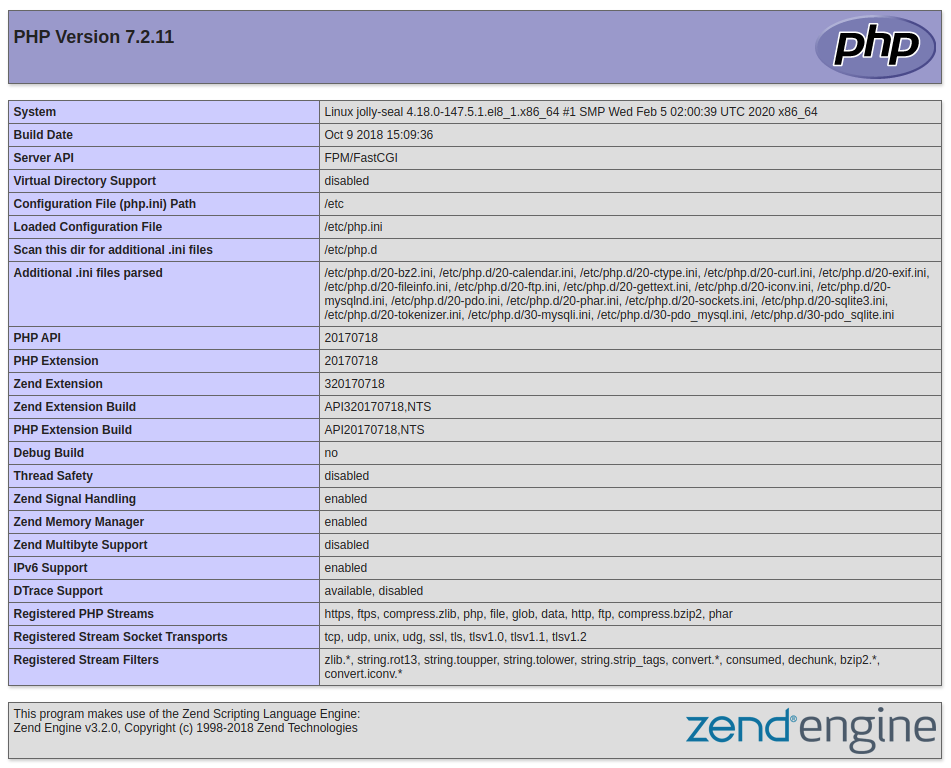 PHP Version 7.2.11
php
System Linux jolly-seal 4.18.0-147.5.1.el8_1.x86_64 #1 SMP Wed Feb 5 02:00:39 UTC 2020 x86_64
Build Date Oct 9 2018 15:09:36
Server API FPM/FastCGI
Virtual Directory Support disabled
Configuration File (php.ini) Path /etc
Loaded Configuration File /etc/php.ini
Scan this dir for additional .ini files /etc/php.d
Additional .ini files parsed /etc/php.d/20-bz2.ini, /etc/php.d/20-calendar.ini, /etc/php.d/20-ctype.ini, /etc/php.d/20-curl.ini, /etc/php.d/20-exif.ini,
/etc/php.d/20-fileinfo.ini, /etc/php.d/20-ftp.ini, /etc/php.d/20-gettext.ini, /etc/php.d/20-iconv.ini, /etc/php.d/20-
mysqlnd.ini, /etc/php.d/20-pdo.ini, /etc/php.d/20-phar.ini, /etc/php.d/20-sockets.ini, /etc/php.d/20-sqlite3.ini,
/etc/php.d/20-tokenizer.ini, /etc/php.d/30-mysqli.ini, /etc/php.d/30-pdo_mysql.ini, /etc/php.d/30-pdo_sqlite.ini
PHP API 20170718
PHP Extension 20170718
Zend Extension 320170718
Zend Extension Build API320170718,NTS
PHP Extension Build API20170718,NTS
Debug Build no
Thread Safety disabled
Zend Signal Handling enabled
Zend Memory Manager enabled
Zend Multibyte Support disabled
IPv6 Support enabled
DTrace Support available, disabled
Registered PHP Streams https, ftps, compress.zlib, php, file, glob, data, http, ftp, compress.bzip2, phar
Registered Stream Socket Transports tcp, udp, unix, udg, ssl, tls, tlsv1.0, tlsv1.1, tlsv1.2
Registered Stream Filters zlib.*, string.rot13, string.toupper, string.tolower, string.strip_tags, convert.*, consumed, dechunk, bzip2.*,
convert.iconv.*
This program makes use of the Zend Scripting Language Engine:
Zend Engine v3.2.0, Copyright (c) 1998-2018 Zend Technologies
zend® engine